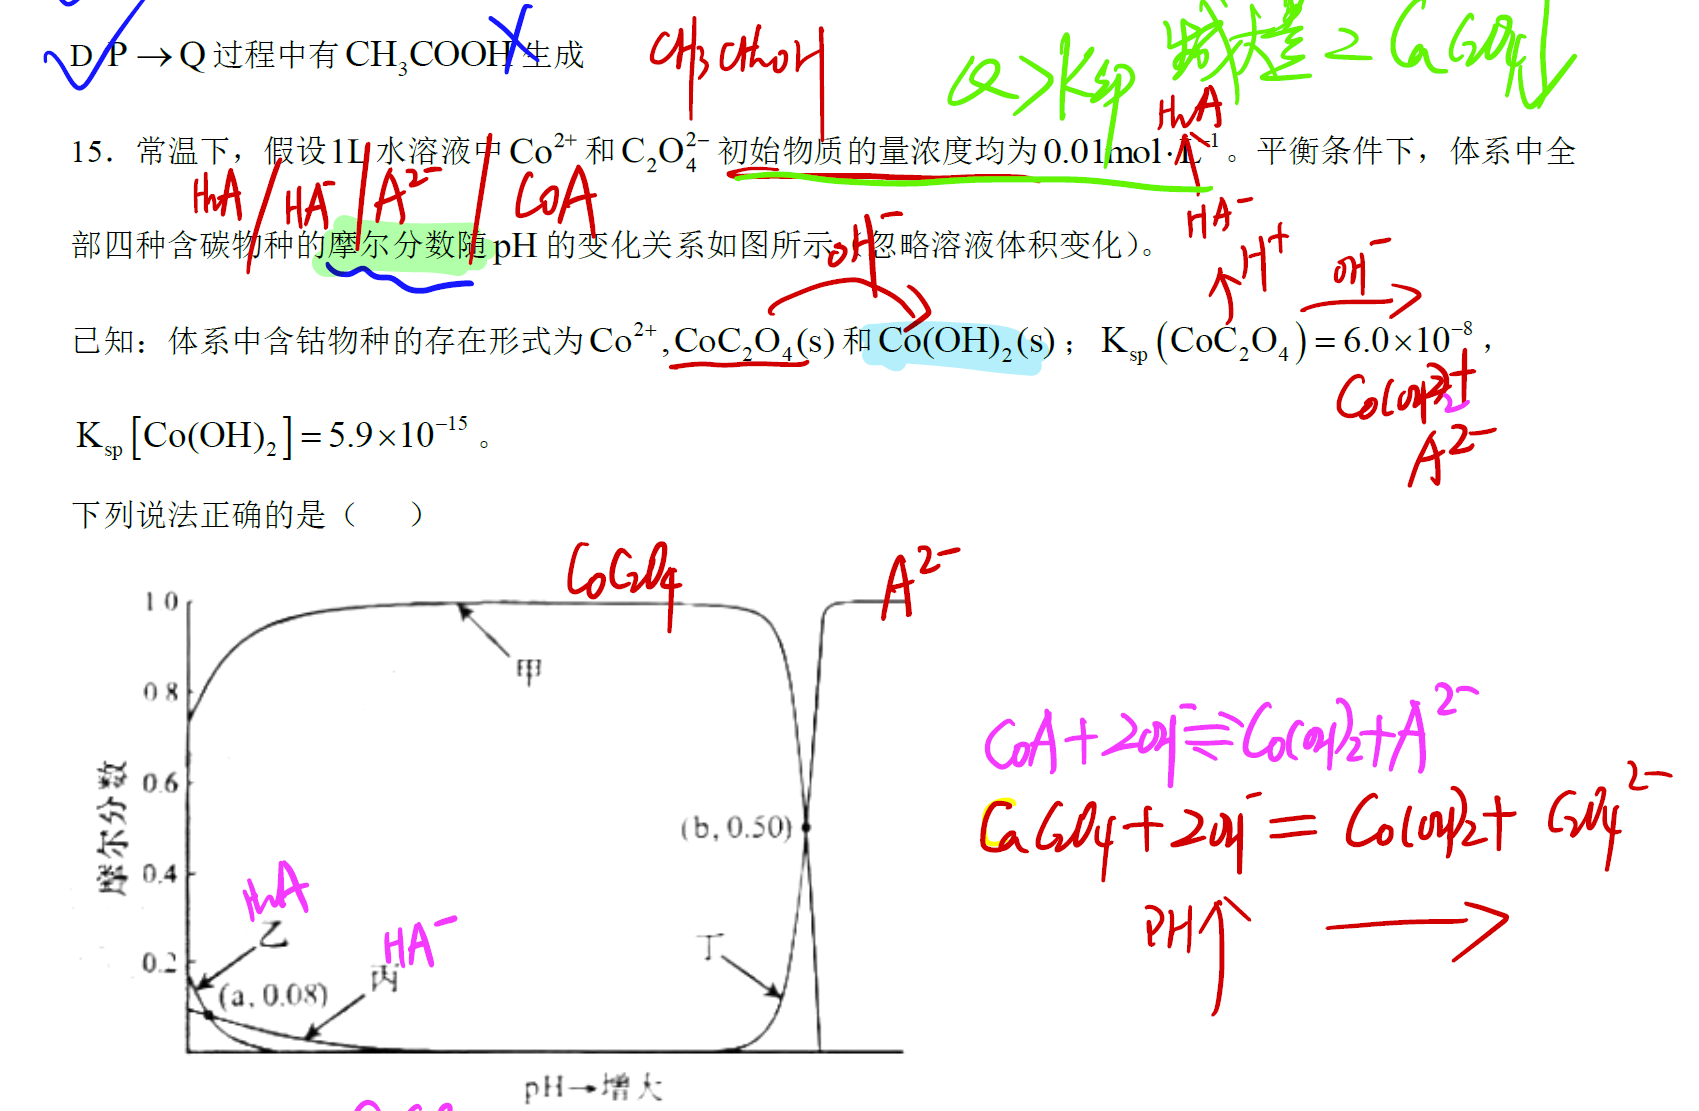 D. P → Q 过程中有 CH₃COOH 生成
CH₃CH₂OH
Q>Ksp
H₂A
15. 常温下，假设1L 水溶液中 Co²⁺ 和 C₂O₄²⁻ 初始物质的量浓度均为 0.01mol·L⁻¹ 。平衡条件下，体系中全
H₂A / HA⁻ / A²⁻ / CoA
HA⁻
部四种含碳物种的摩尔分数随 pH 的变化关系如图所示（忽略溶液体积变化）。
OH⁻
H⁺
OH⁻
已知：体系中含钴物种的存在形式为 Co²⁺, CoC₂O₄(s) 和 Co(OH)₂(s)；Ksp(CoC₂O₄)=6.0×10⁻⁸，
Co(OH)₂+
A²⁻
Ksp[Co(OH)₂]=5.9×10⁻¹⁵ 。
下列说法正确的是（ ）
CoC₂O₄
A²⁻
1 0
甲
0 8
CoA+2OH⁻⇌Co(OH)₂+A²⁻
摩尔分数
0.6
(b, 0.50)
CaC₂O₄+2OH⁻=Co(OH)₂+C₂O₄²⁻
0.4
H₂A
乙
HA⁻
丙
丁
PH↑ →
0.2
(a, 0.08)
pH→增大